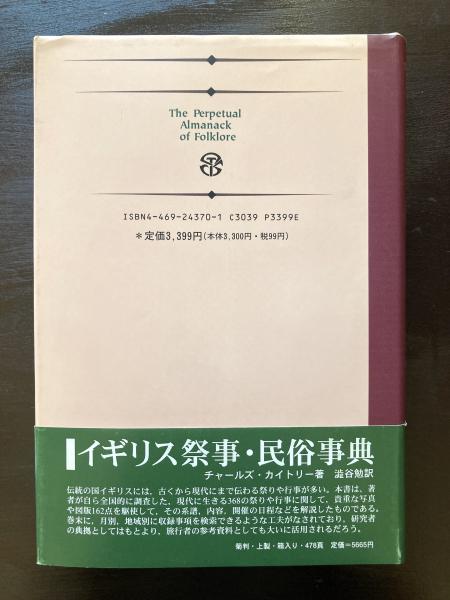 The Perpetual
Almanack
of Folklore
ISBN4-469-24370-1 C3039 P3399E
＊定価3,399円(本体3,300円・税99円)
イギリス祭事・民俗事典
チャールズ・カイトリー著 澁谷勉訳
伝統の国イギリスには，古くから現代にまで伝わる祭りや行事が多い。本書は、著
者が自ら全国的に調査した，現代に生きる368の祭りや行事に関して，貴重な写真
や図版162点を駆使して，その系譜，内容，開催の日程などを解説したものである。
巻末に，月別，地域別に収録事項を検索できるような工夫がなされており，研究者
の典拠としてはもとより，旅行者の参考資料としても大いに活用されるだろう。
菊判・上製・箱入り・478頁 定価＝5665円